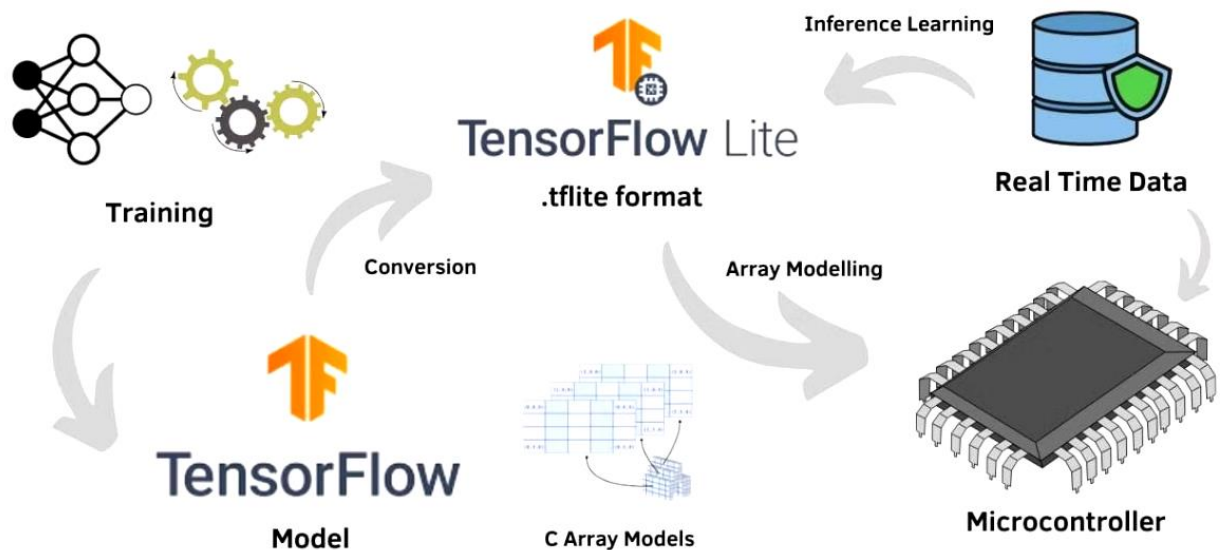 Inference Learning
TensorFlow Lite
.tflite format
Real Time Data
Training
Conversion
Array Modelling
TensorFlow
Model
C Array Models
Microcontroller